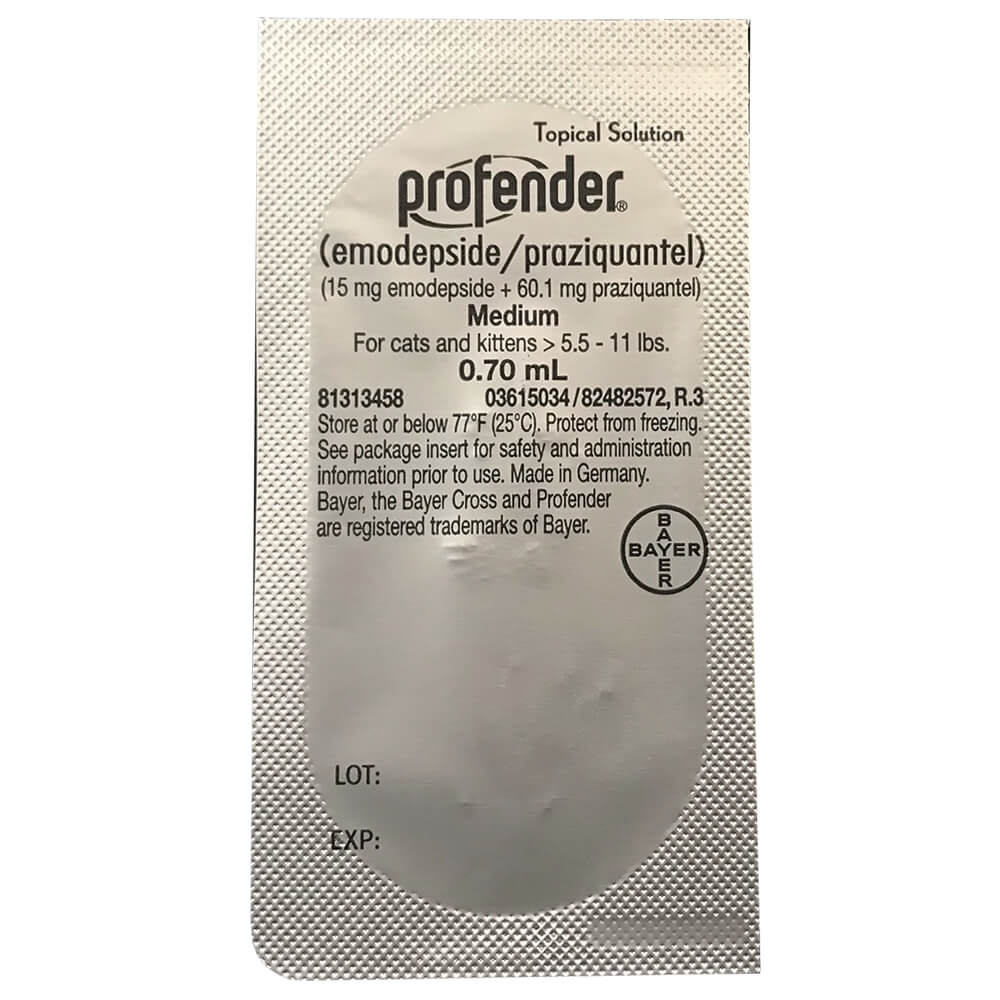 Topical Solution
profender®
(emodepside/praziquantel)
(15 mg emodepside + 60.1 mg praziquantel)
Medium
For cats and kittens > 5.5 - 11 lbs.
0.70 mL
81313458 03615034/82482572, R.3
Store at or below 77°F (25°C). Protect from freezing.
See package insert for safety and administration
information prior to use. Made in Germany.
Bayer, the Bayer Cross and Profender
are registered trademarks of Bayer.
BAYER
BAYER
LOT:
EXP: